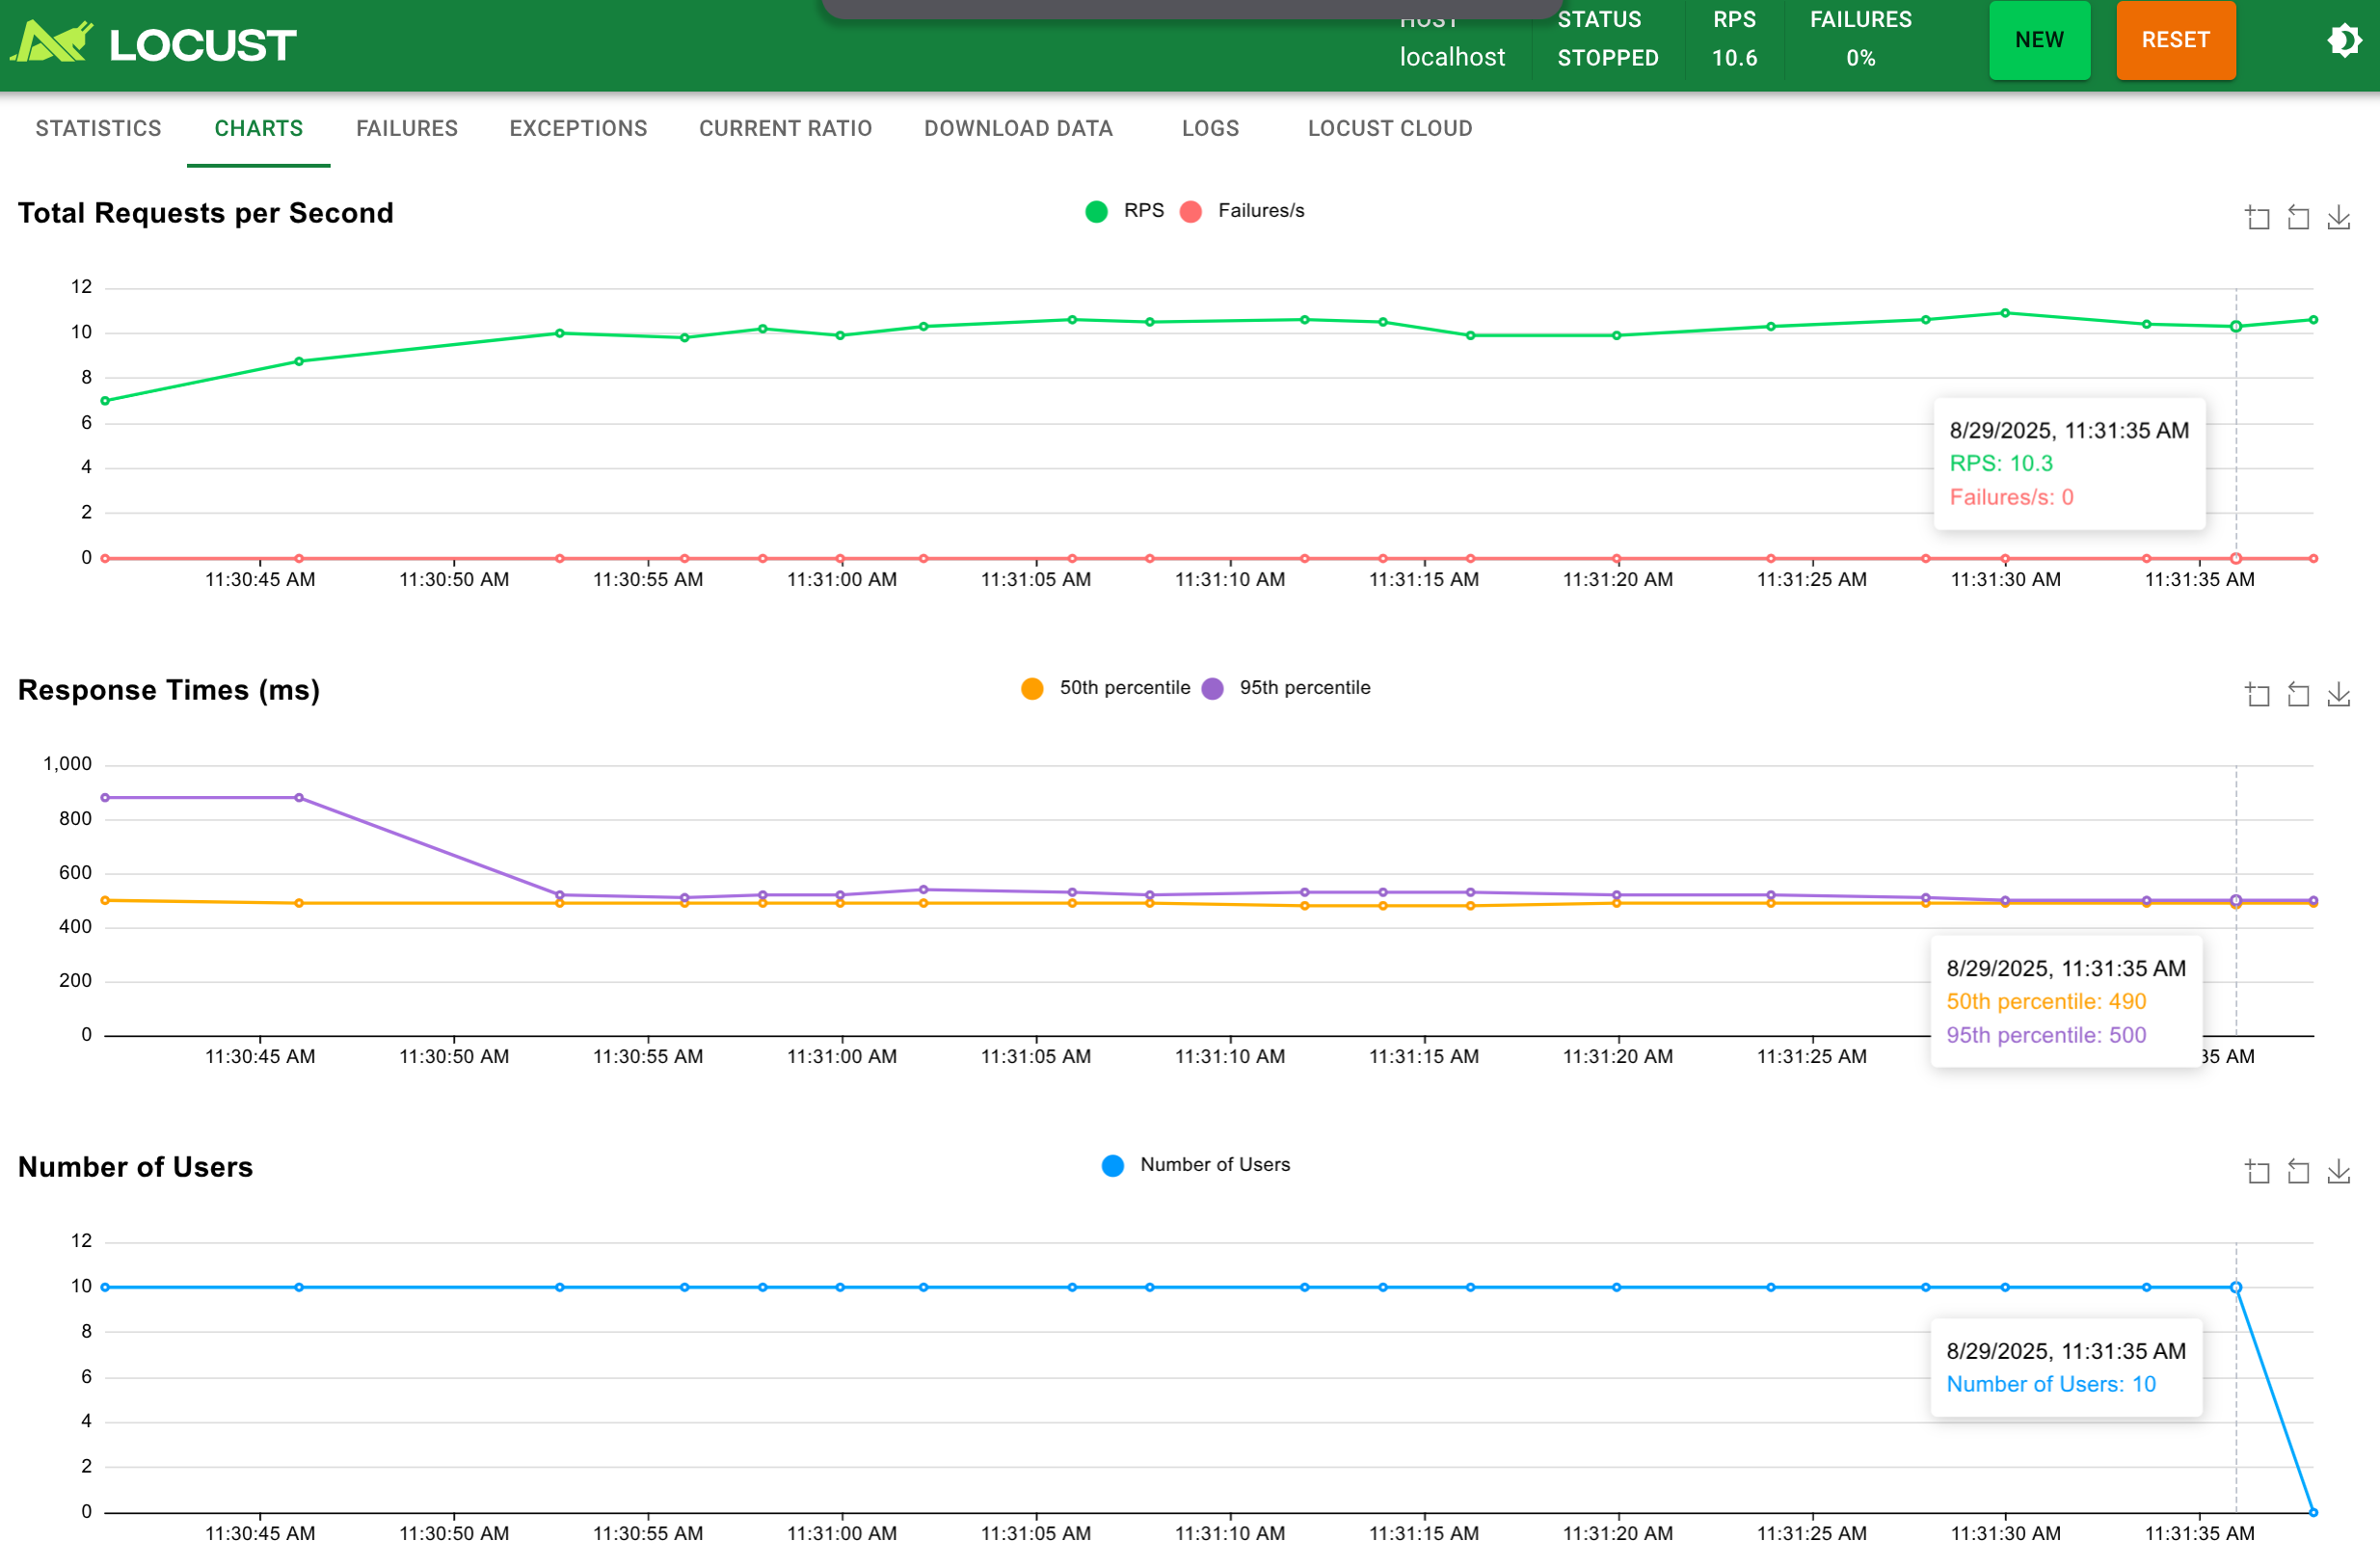 LOCUST
HOST
localhost
STATUS
STOPPED
RPS
10.6
FAILURES
0%
NEW
RESET
STATISTICS CHARTS FAILURES EXCEPTIONS CURRENT RATIO DOWNLOAD DATA LOGS LOCUST CLOUD
Total Requests per Second
RPS Failures/s
12
10
8
6
4
2
0
8/29/2025, 11:31:35 AM
RPS: 10.3
Failures/s: 0
11:30:45 AM 11:30:50 AM 11:30:55 AM 11:31:00 AM 11:31:05 AM 11:31:10 AM 11:31:15 AM 11:31:20 AM 11:31:25 AM 11:31:30 AM 11:31:35 AM
Response Times (ms)
50th percentile 95th percentile
1,000
800
600
400
200
0
8/29/2025, 11:31:35 AM
50th percentile: 490
95th percentile: 500
11:30:45 AM 11:30:50 AM 11:30:55 AM 11:31:00 AM 11:31:05 AM 11:31:10 AM 11:31:15 AM 11:31:20 AM 11:31:25 AM 35 AM
Number of Users
Number of Users
12
10
8
6
4
2
0
8/29/2025, 11:31:35 AM
Number of Users: 10
11:30:45 AM 11:30:50 AM 11:30:55 AM 11:31:00 AM 11:31:05 AM 11:31:10 AM 11:31:15 AM 11:31:20 AM 11:31:25 AM 11:31:30 AM 11:31:35 AM